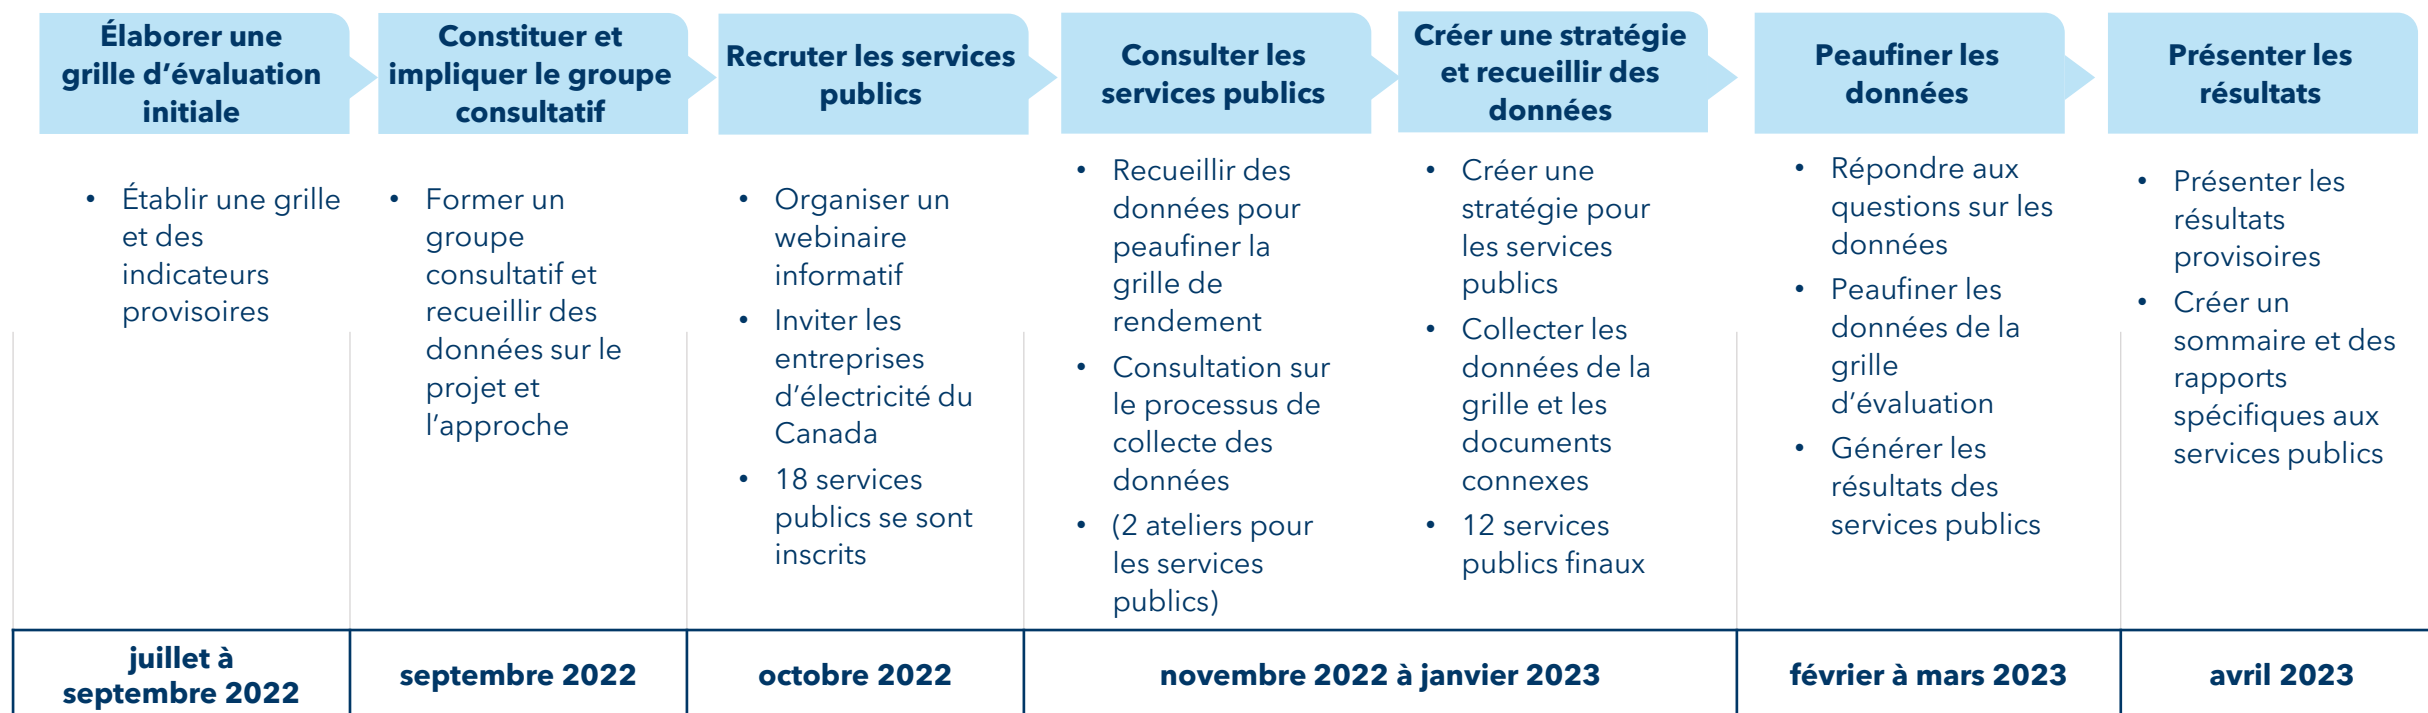 Élaborer une
grille d’évaluation
initiale
Constituer et
impliquer le groupe
consultatif
Recruter les services
publics
Consulter les
services publics
Créer une stratégie
et recueillir des
données
Peaufiner les
données
Présenter les
résultats
• Établir une grille
et des
indicateurs
provisoires
• Former un
groupe
consultatif et
recueillir des
données sur le
projet et
l’approche
• Organiser un
webinaire
informatif
• Inviter les
entreprises
d’électricité du
Canada
• 18 services
publics se sont
inscrits
• Recueillir des
données pour
peaufiner la
grille de
rendement
• Consultation sur
le processus de
collecte des
données
• (2 ateliers pour
les services
publics)
• Créer une
stratégie pour
les services
publics
• Collecter les
données de la
grille et les
documents
connexes
• 12 services
publics finaux
• Répondre aux
questions sur les
données
• Peaufiner les
données de la
grille
d’évaluation
• Générer les
résultats des
services publics
• Présenter les
résultats
provisoires
• Créer un
sommaire et des
rapports
spécifiques aux
services publics
juillet à
septembre 2022
septembre 2022
octobre 2022
novembre 2022 à janvier 2023
février à mars 2023
avril 2023